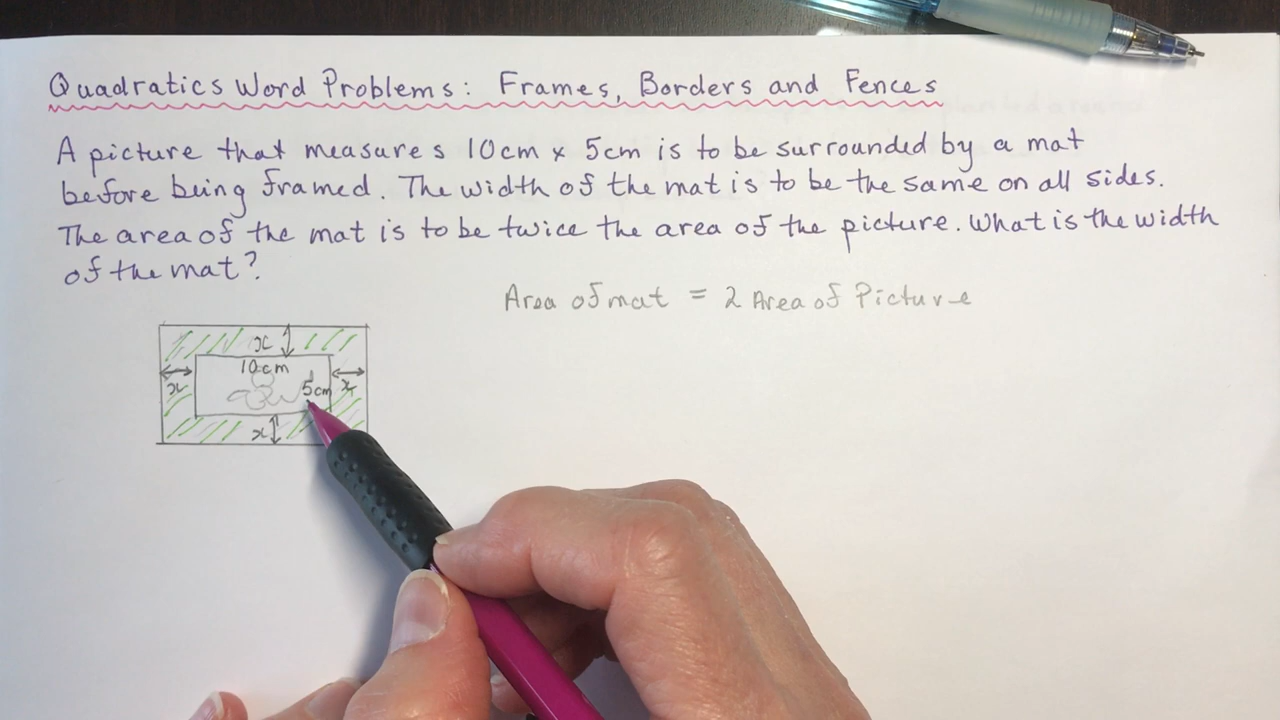 Quadratics Word Problems: Frames, Borders and Fences
A picture that measures 10cm x 5cm is to be surrounded by a mat
before being framed. The width of the mat is to be the same on all sides.
The area of the mat is to be twice the area of the picture. What is the width
of the mat?
Area of mat = 2 Area of Picture
x
10cm
x
5cm
x
x